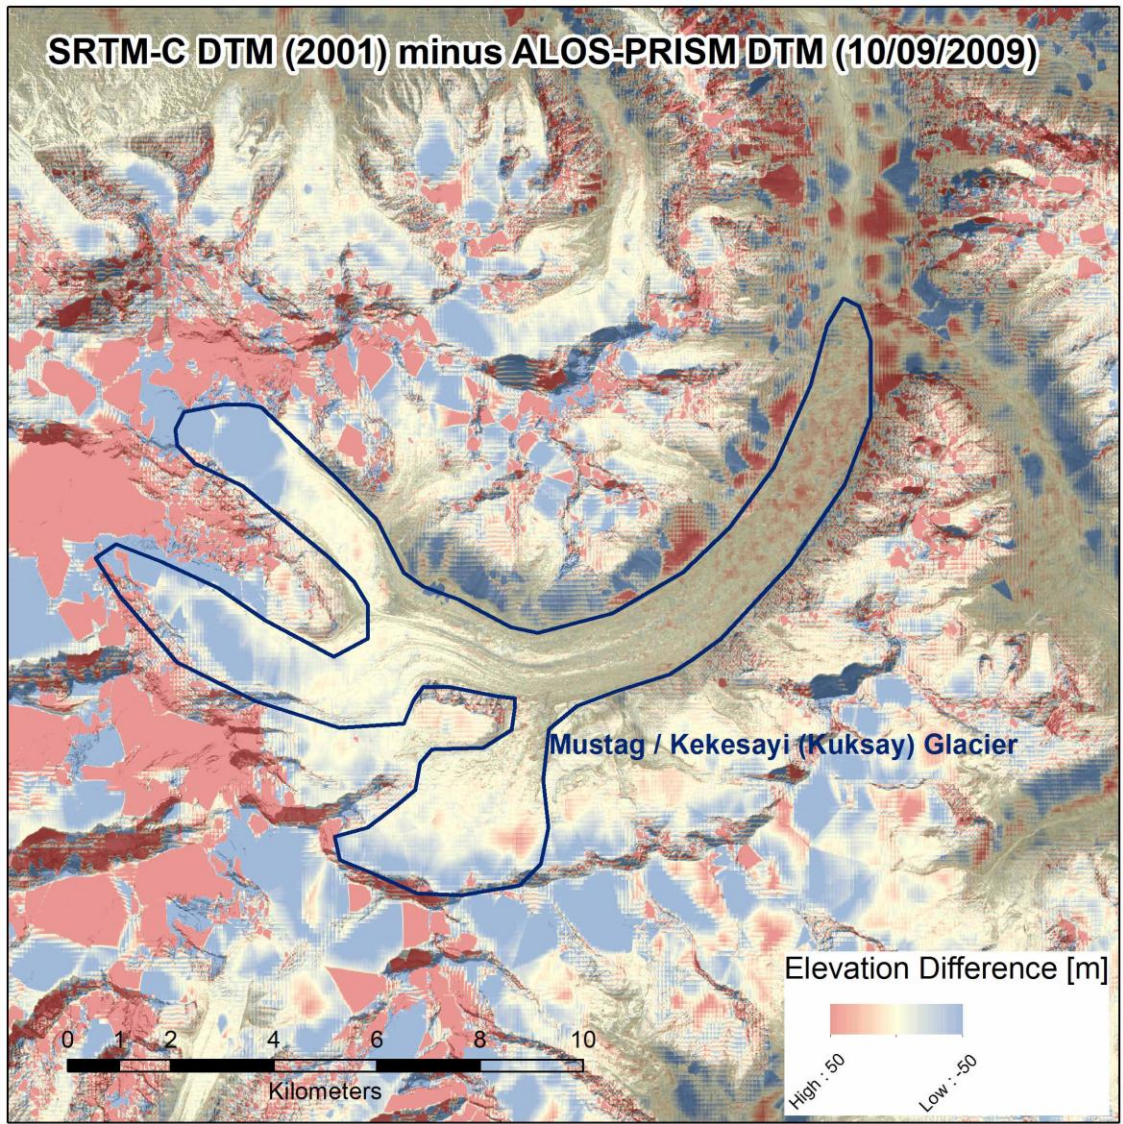 SRTM-C DTM (2001) minus ALOS-PRISM DTM (10/09/2009)
Mustag / Kekesayi (Kuksay) Glacier
Elevation Difference [m]
High : 50
Low : -50
0 1 2 4 6 8 10
Kilometers